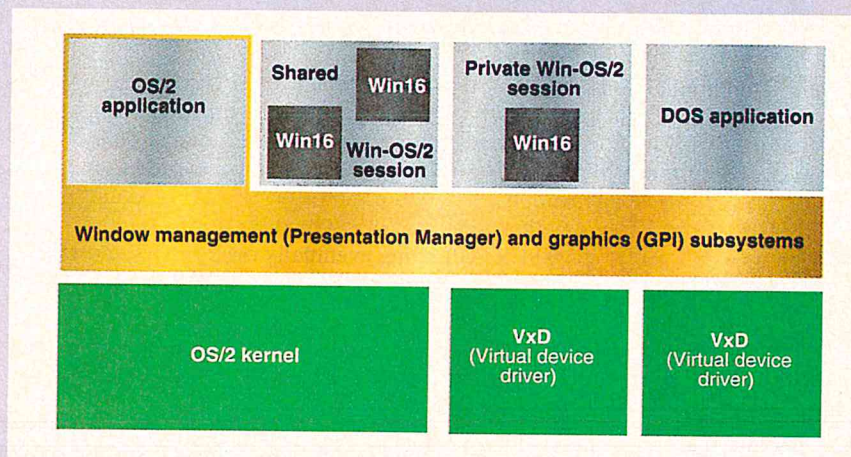 OS/2
application
Shared
Win16
Win16
Win-OS/2
session
Private Win-OS/2
session
Win16
DOS application
Window management (Presentation Manager) and graphics (GPI) subsystems
OS/2 kernel
VxD
(Virtual device
driver)
VxD
(Virtual device
driver)